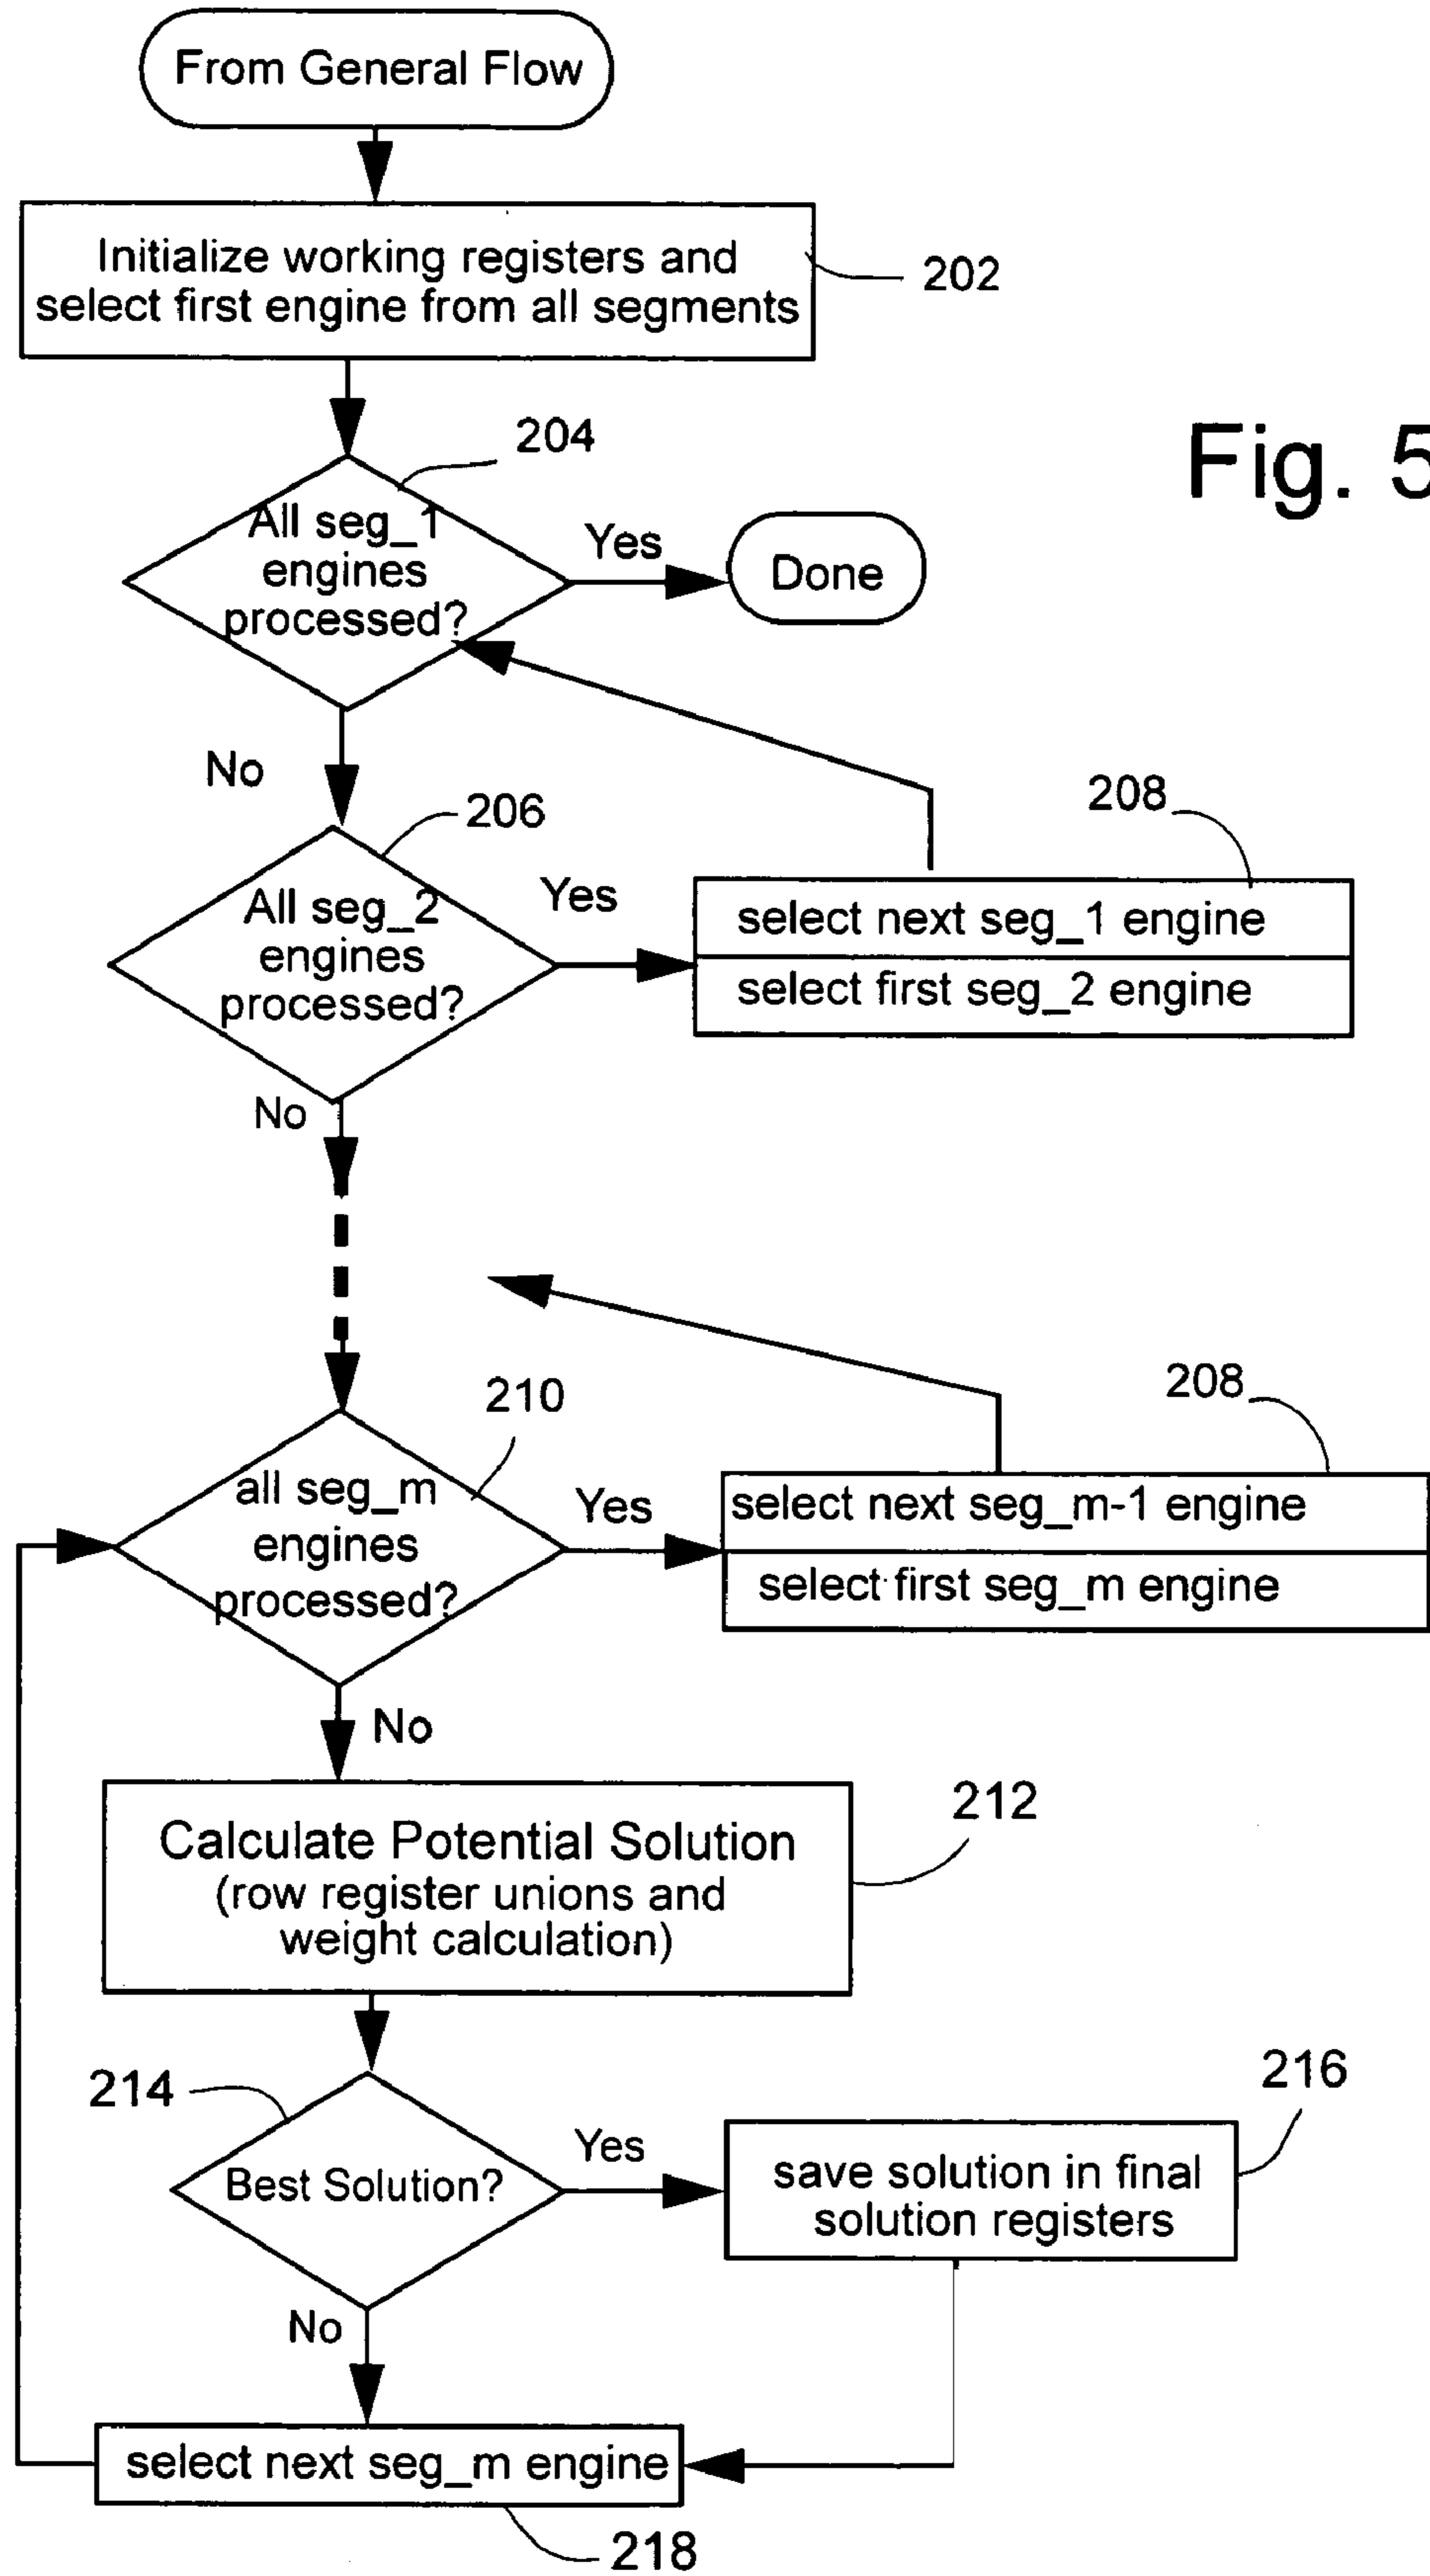 From General Flow
Initialize working registers and
select first engine from all segments
202
Fig. 5
204
All seg_1
engines
processed?
Yes
Done
No
206
All seg_2
engines
processed?
Yes
208
select next seg_1 engine
select first seg_2 engine
No
210
all seg_m
engines
processed?
Yes
208
select next seg_m-1 engine
select first seg_m engine
No
Calculate Potential Solution
(row register unions and
weight calculation)
212
214
Best Solution?
Yes
216
save solution in final
solution registers
No
select next seg_m engine
218